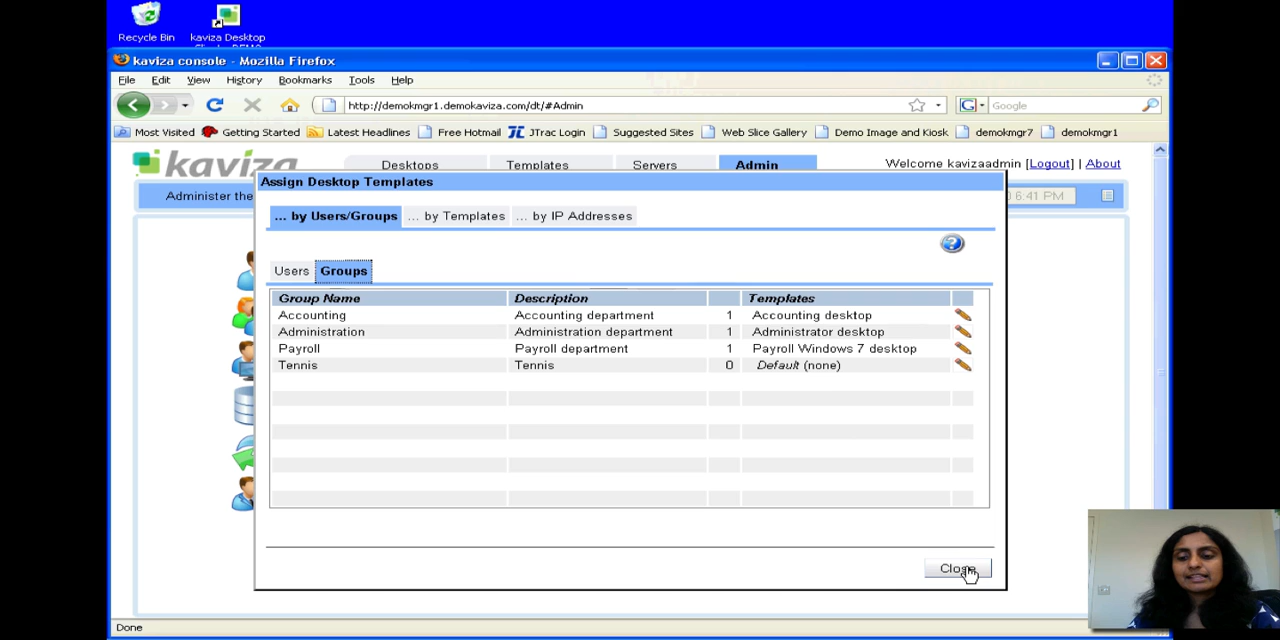 Recycle Bin
kaviza Desktop
kaviza console - Mozilla Firefox
File Edit View History Bookmarks Tools Help
http://demokmgr1.demokaviza.com/dt/#Admin
G Google
Most Visited Getting Started Latest Headlines Free Hotmail JTrac Login Suggested Sites Web Slice Gallery Demo Image and Kiosk demokmgr7 demokmgr1
kaviza Desktops Templates Servers Admin Welcome kavizaadmin [Logout] | About
Assign Desktop Templates
Administer the 6:41 PM
... by Users/Groups ... by Templates ... by IP Addresses
?
Users Groups
Group Name Description Templates
Accounting Accounting department 1 Accounting desktop
Administration Administration department 1 Administrator desktop
Payroll Payroll department 1 Payroll Windows 7 desktop
Tennis Tennis 0 Default (none)
Close
Done